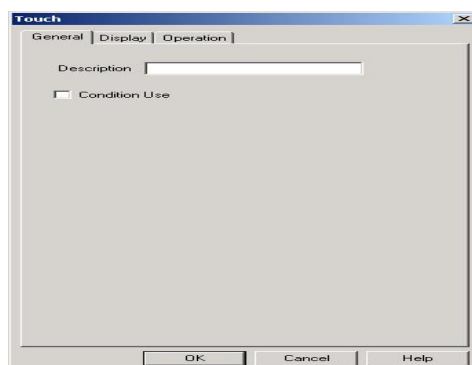 Touch
General Display Operation
Description
Condition Use
OK Cancel Help